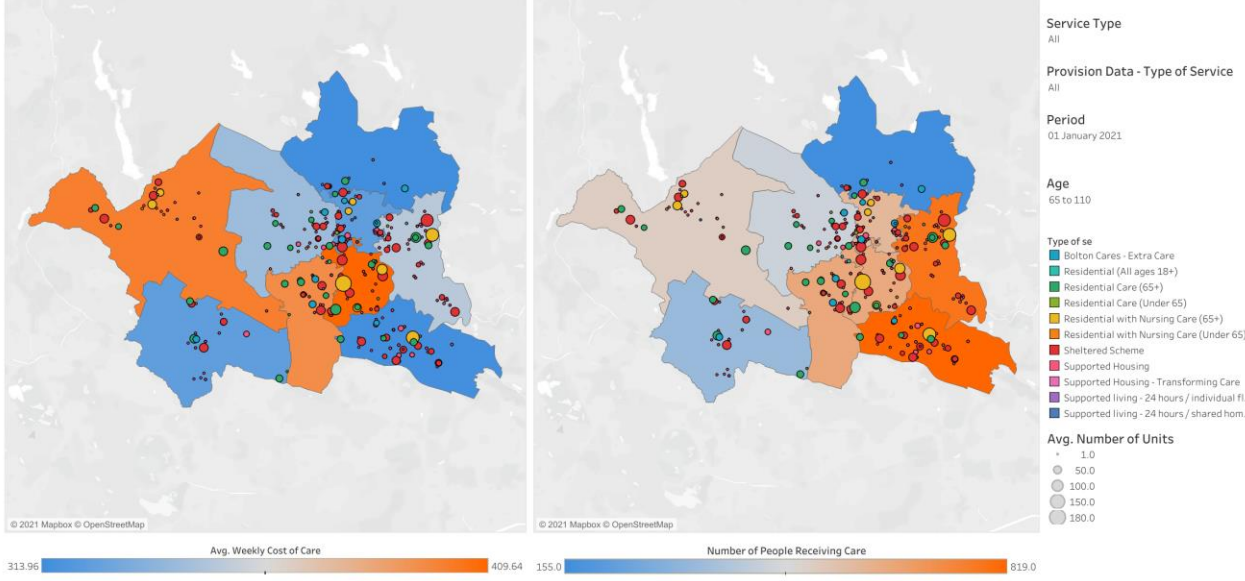 Service Type
All
Provision Data - Type of Service
All
Period
01 January 2021
Age
65 to 110
Type of se
Bolton Cares - Extra Care
Residential (All ages 18+)
Residential Care (65+)
Residential Care (Under 65)
Residential with Nursing Care (65+)
Residential with Nursing Care (Under 65)
Sheltered Scheme
Supported Housing
Supported Housing - Transforming Care
Supported living - 24 hours / individual fl.
Supported living - 24 hours / shared hom.
Avg. Number of Units
1.0
50.0
100.0
150.0
180.0
© 2021 Mapbox © OpenStreetMap
© 2021 Mapbox © OpenStreetMap
Avg. Weekly Cost of Care
313.96
409.64
Number of People Receiving Care
155.0
819.0